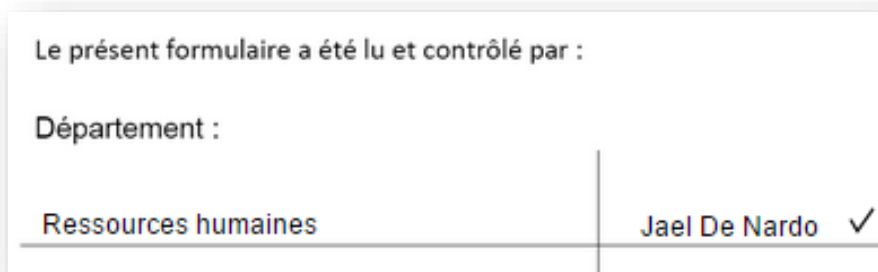 Le présent formulaire a été lu et contrôlé par :
Département :
Ressources humaines Jael De Nardo ✓